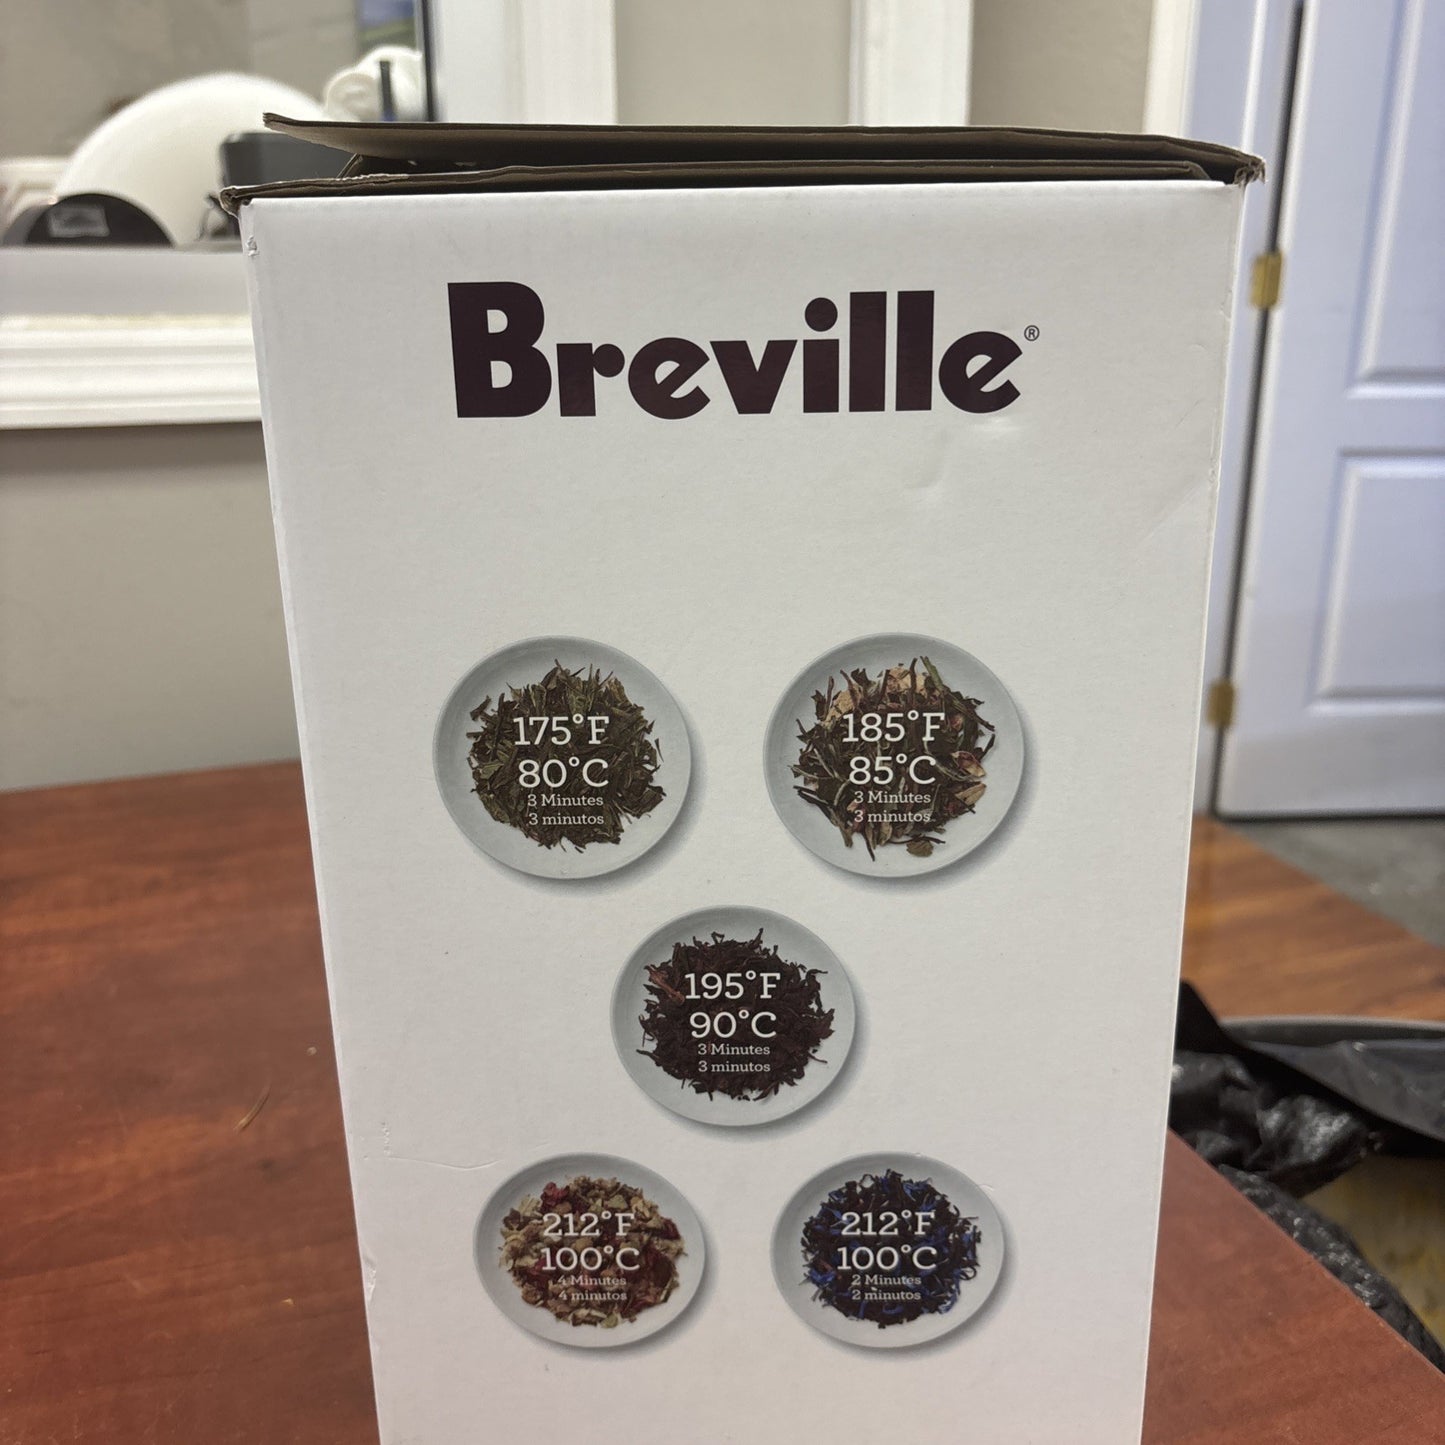 Breville®
175°F
80°C
3 Minutes
3 minutos
185°F
85°C
3 Minutes
3 minutos
195°F
90°C
3 Minutes
3 minutos
212°F
100°C
4 Minutes
4 minutos
212°F
100°C
2 Minutes
2 minutos